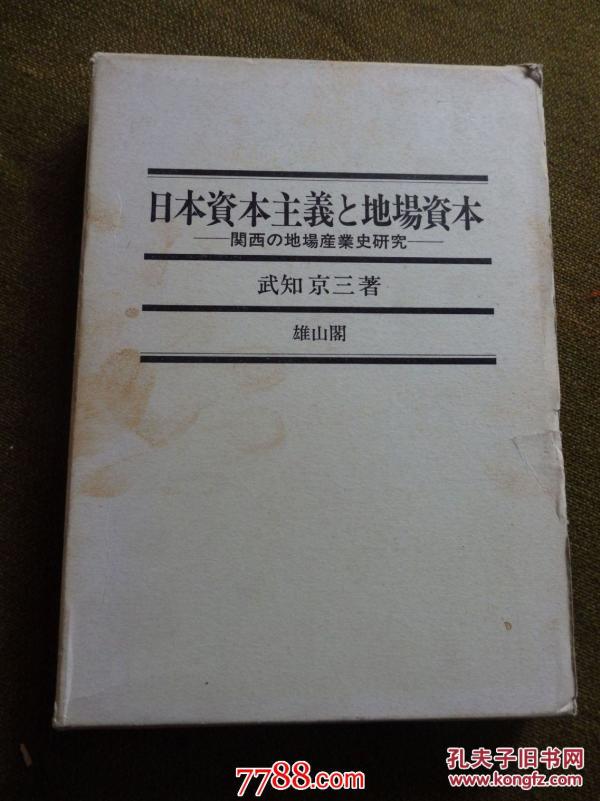 日本資本主義と地場資本
―関西の地場産業史研究―
武知京三著
雄山閣
7788.com
孔夫子旧书网
www.kongfz.com